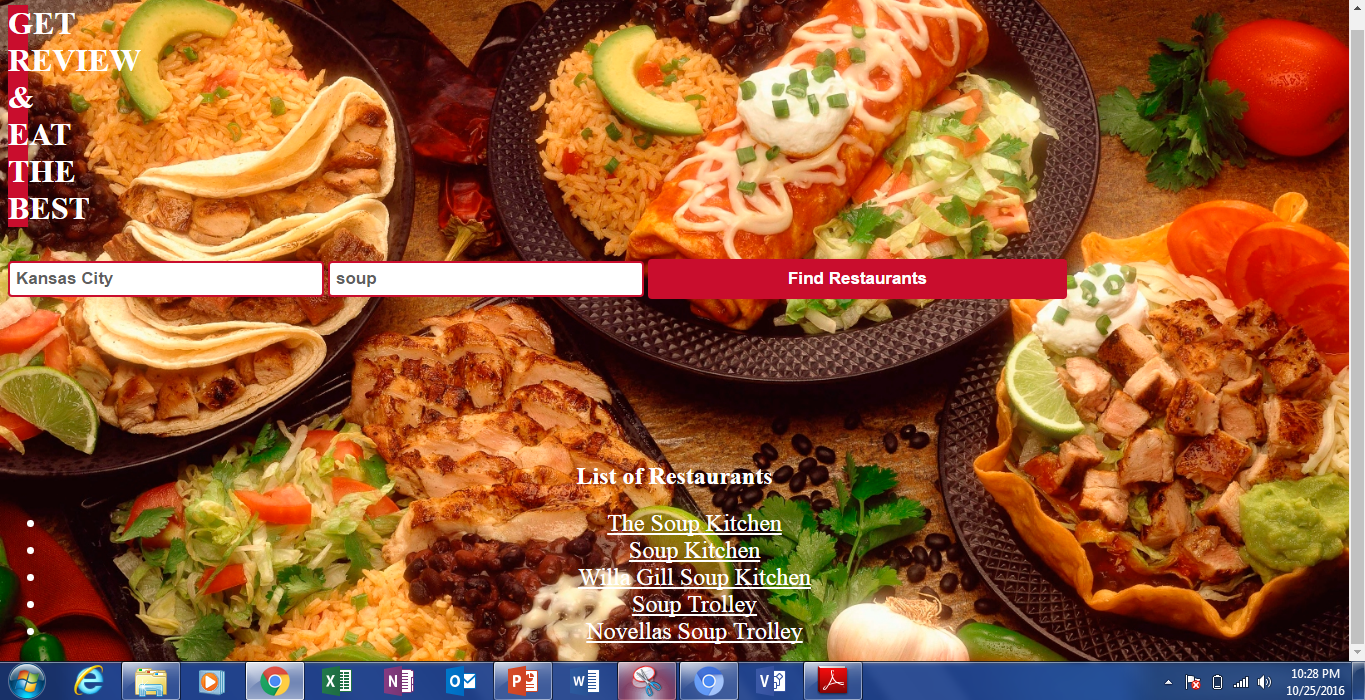 GET
REVIEW
&
EAT
THE
BEST
Kansas City
soup
Find Restaurants
List of Restaurants
The Soup Kitchen
Soup Kitchen
Willa Gill Soup Kitchen
Soup Trolley
Novellas Soup Trolley
10:28 PM
10/25/2016